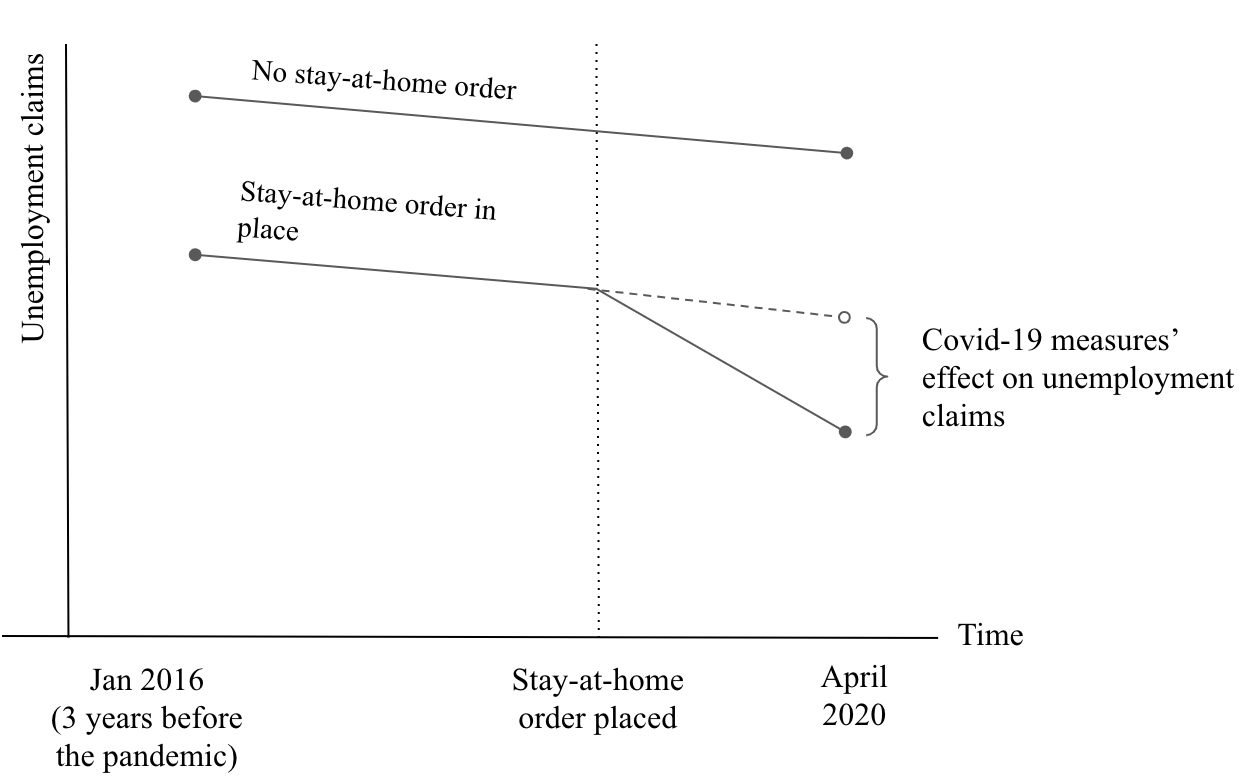 Unemployment claims
No stay-at-home order
Stay-at-home order in
place
Covid-19 measures’
effect on unemployment
claims
Time
Jan 2016
(3 years before
the pandemic)
Stay-at-home
order placed
April
2020